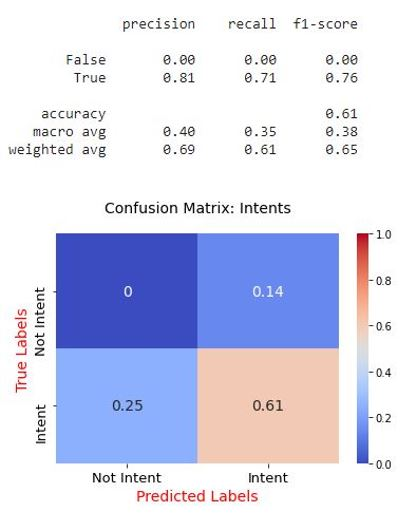 precision recall f1-score
False 0.00 0.00 0.00
True 0.81 0.71 0.76
accuracy 0.61
macro avg 0.40 0.35 0.38
weighted avg 0.69 0.61 0.65
Confusion Matrix: Intents
True Labels
Not Intent
Intent
0 0.14
0.25 0.61
Not Intent Intent
Predicted Labels
1.0
0.8
0.6
0.4
0.2
0.0